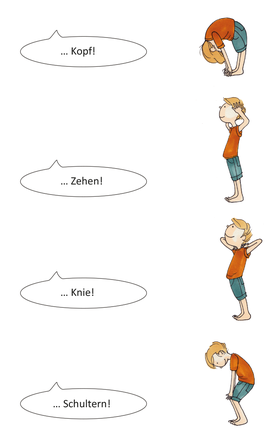 … Kopf!
… Zehen!
… Knie!
… Schultern!